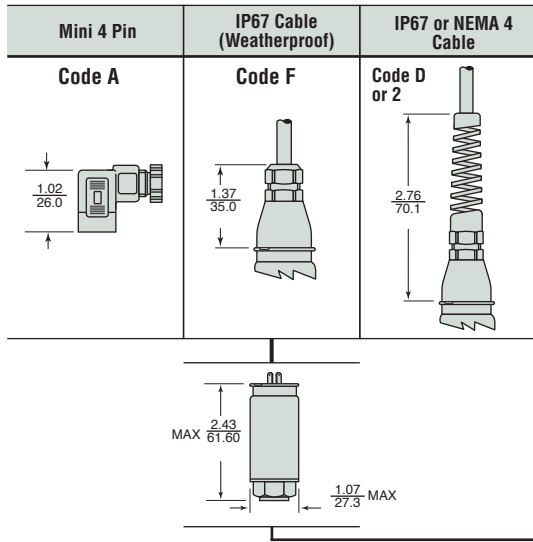 Mini 4 Pin
IP67 Cable
(Weatherproof)
IP67 or NEMA 4
Cable
Code A
Code F
Code D
or 2
1.02
26.0
1.37
35.0
2.76
70.1
MAX 2.43
61.60
1.07 MAX
27.3